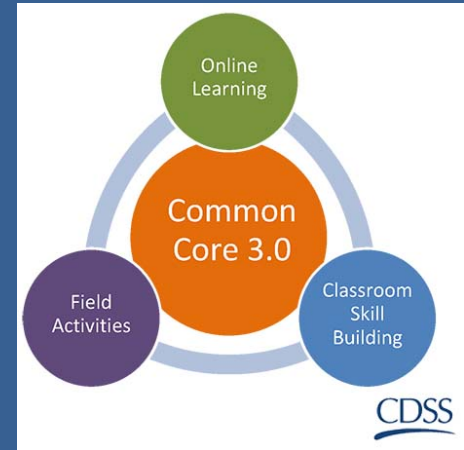 Online
Learning
Common
Core 3.0
Field
Activities
Classroom
Skill
Building
CDSS